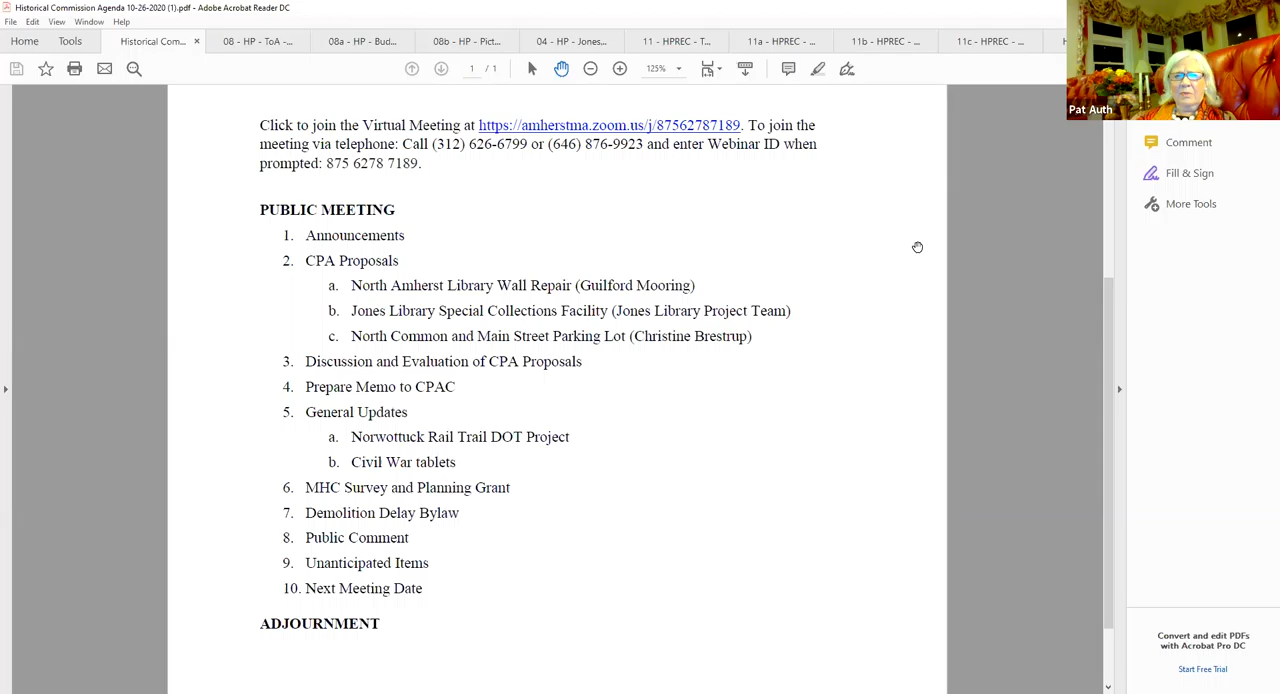 Historical Commission Agenda 10-26-2020 (1).pdf - Adobe Acrobat Reader DC
File Edit View Window Help
Home Tools Historical Com... × 08 - HP - ToA -... 08a - HP - Bud... 08b - HP - Pict... 04 - HP - Jones... 11 - HPREC - T... 11a - HPREC - ... 11b - HPREC - ... 11c - HPREC - ...
1 / 1 125%
Pat Auth
Click to join the Virtual Meeting at https://amherstma.zoom.us/j/87562787189. To join the
meeting via telephone: Call (312) 626-6799 or (646) 876-9923 and enter Webinar ID when
prompted: 875 6278 7189.
PUBLIC MEETING
1. Announcements
2. CPA Proposals
a. North Amherst Library Wall Repair (Guilford Mooring)
b. Jones Library Special Collections Facility (Jones Library Project Team)
c. North Common and Main Street Parking Lot (Christine Brestrup)
3. Discussion and Evaluation of CPA Proposals
4. Prepare Memo to CPAC
5. General Updates
a. Norwottuck Rail Trail DOT Project
b. Civil War tablets
6. MHC Survey and Planning Grant
7. Demolition Delay Bylaw
8. Public Comment
9. Unanticipated Items
10. Next Meeting Date
ADJOURNMENT
Comment
Fill & Sign
More Tools
Convert and edit PDFs
with Acrobat Pro DC
Start Free Trial